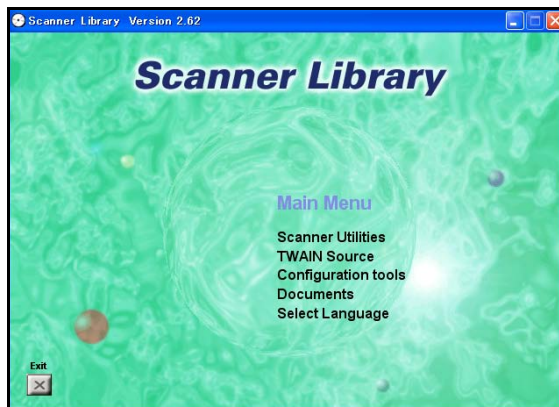 Scanner Library Version 2.62
Scanner Library
Main Menu
Scanner Utilities
TWAIN Source
Configuration tools
Documents
Select Language
Exit